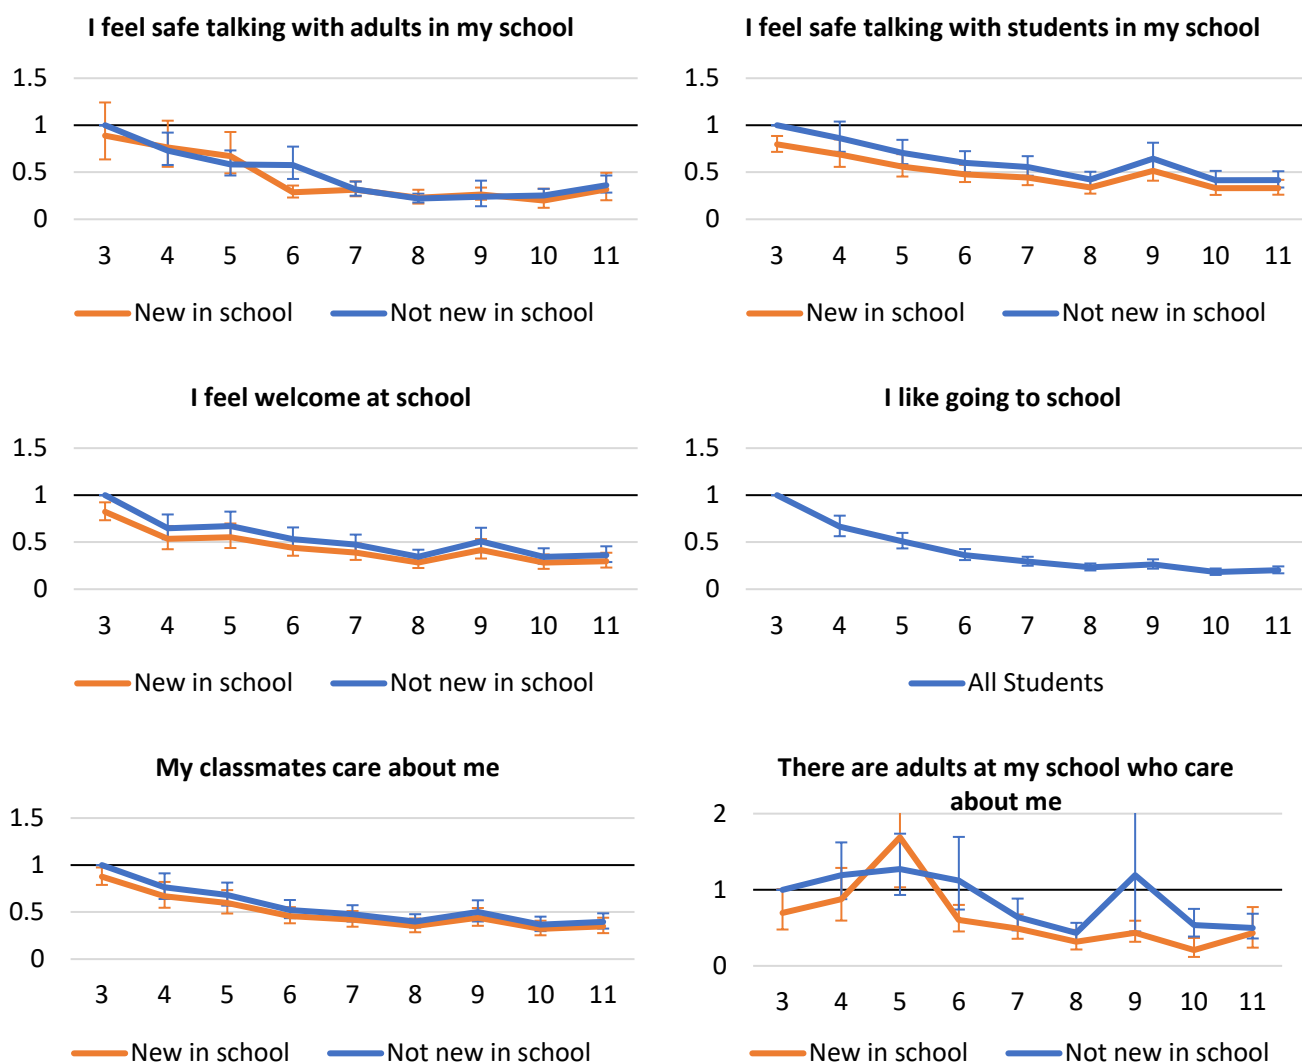 I feel safe talking with adults in my school
1.5
1
0.5
0
3 4 5 6 7 8 9 10 11
New in school Not new in school
I feel safe talking with students in my school
1.5
1
0.5
0
3 4 5 6 7 8 9 10 11
New in school Not new in school
I feel welcome at school
1.5
1
0.5
0
3 4 5 6 7 8 9 10 11
New in school Not new in school
I like going to school
1.5
1
0.5
0
3 4 5 6 7 8 9 10 11
All Students
My classmates care about me
1.5
1
0.5
0
3 4 5 6 7 8 9 10 11
New in school Not new in school
There are adults at my school who care
about me
2
1
0
3 4 5 6 7 8 9 10 11
New in school Not new in school